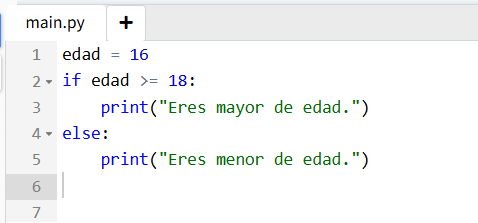 main.py +
1 edad = 16
2 if edad >= 18:
3     print("Eres mayor de edad.")
4 else:
5     print("Eres menor de edad.")
6
7